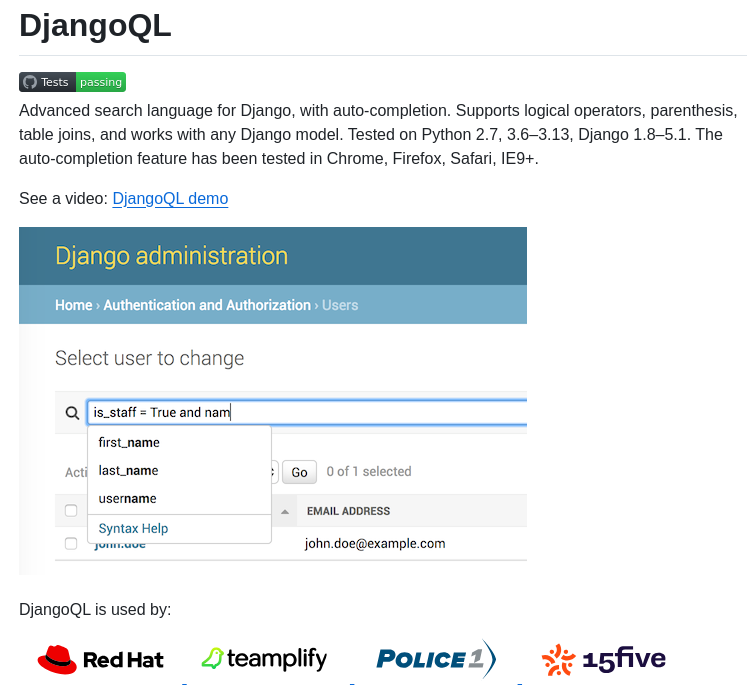 DjangoQL
Tests passing
Advanced search language for Django, with auto-completion. Supports logical operators, parenthesis,
table joins, and works with any Django model. Tested on Python 2.7, 3.6–3.13, Django 1.8–5.1. The
auto-completion feature has been tested in Chrome, Firefox, Safari, IE9+.
See a video: DjangoQL demo
Django administration
Home › Authentication and Authorization › Users
Select user to change
is_staff = True and nam
first_name
Acti last_name Go 0 of 1 selected
username
EMAIL ADDRESS
Syntax Help
john.doe john.doe@example.com
DjangoQL is used by:
Red Hat teamplify POLICE1 15five